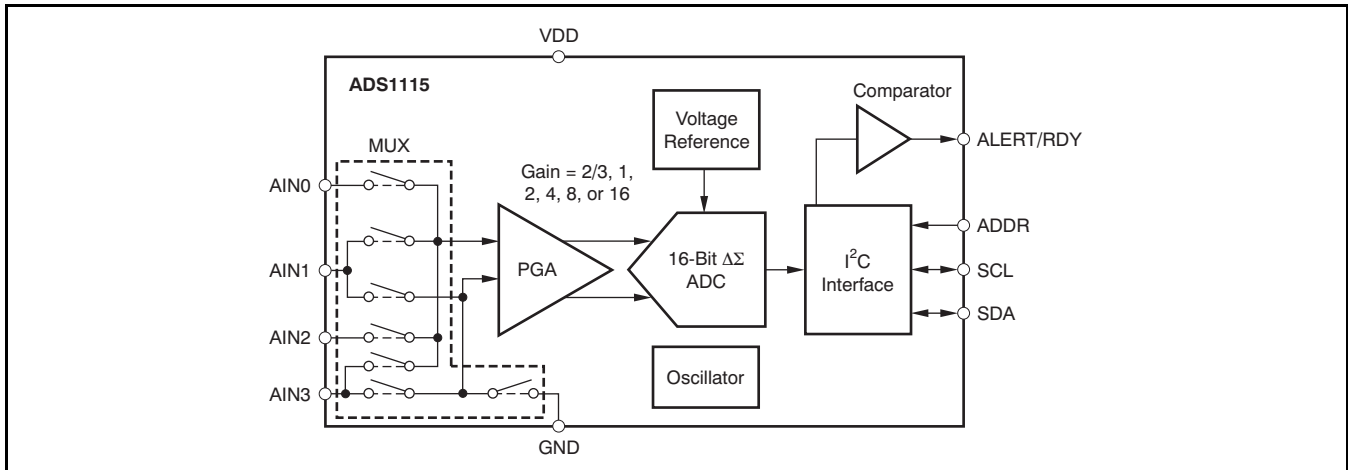 VDD
ADS1115
Comparator
Voltage
Reference
ALERT/RDY
MUX
Gain = 2/3, 1,
2, 4, 8, or 16
AIN0
ADDR
PGA
16-Bit ΔΣ
ADC
I²C
Interface
AIN1
SCL
SDA
AIN2
Oscillator
AIN3
GND